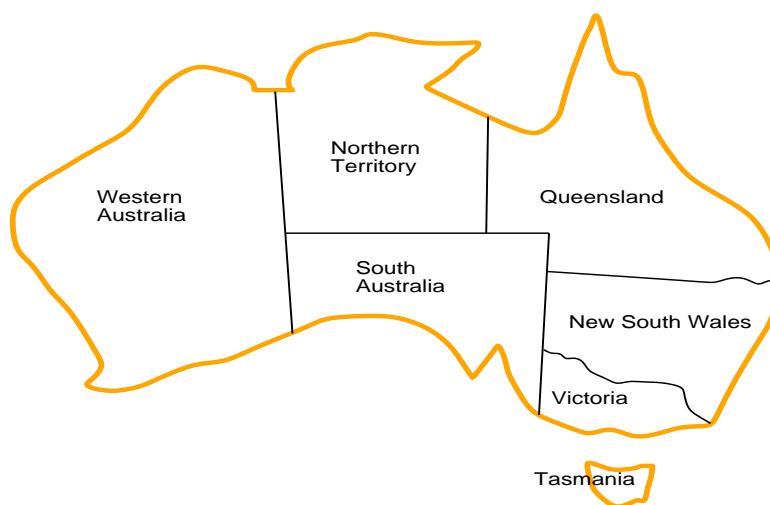 Northern
Territory
Western
Australia
Queensland
South
Australia
New South Wales
Victoria
Tasmania